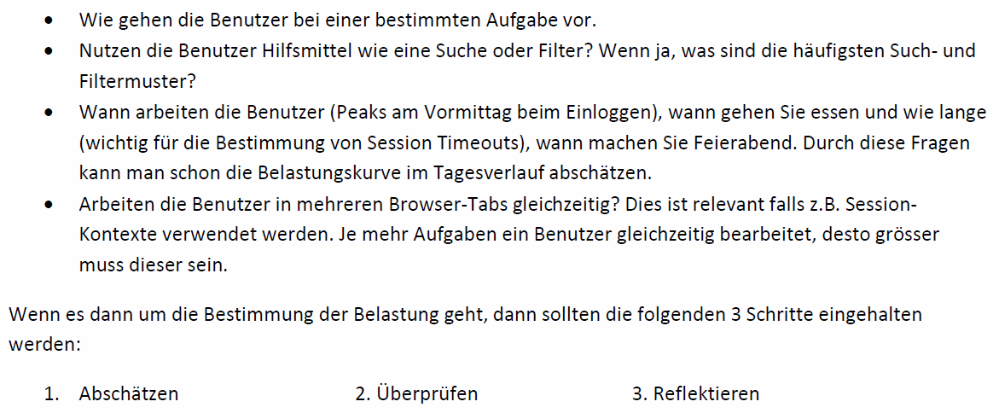 • Wie gehen die Benutzer bei einer bestimmten Aufgabe vor.
• Nutzen die Benutzer Hilfsmittel wie eine Suche oder Filter? Wenn ja, was sind die häufigsten Such- und
Filtermuster?
• Wann arbeiten die Benutzer (Peaks am Vormittag beim Einloggen), wann gehen Sie essen und wie lange
(wichtig für die Bestimmung von Session Timeouts), wann machen Sie Feierabend. Durch diese Fragen
kann man schon die Belastungskurve im Tagesverlauf abschätzen.
• Arbeiten die Benutzer in mehreren Browser-Tabs gleichzeitig? Dies ist relevant falls z.B. Session-
Kontexte verwendet werden. Je mehr Aufgaben ein Benutzer gleichzeitig bearbeitet, desto grösser
muss dieser sein.
Wenn es dann um die Bestimmung der Belastung geht, dann sollten die folgenden 3 Schritte eingehalten
werden:
1. Abschätzen 2. Überprüfen 3. Reflektieren